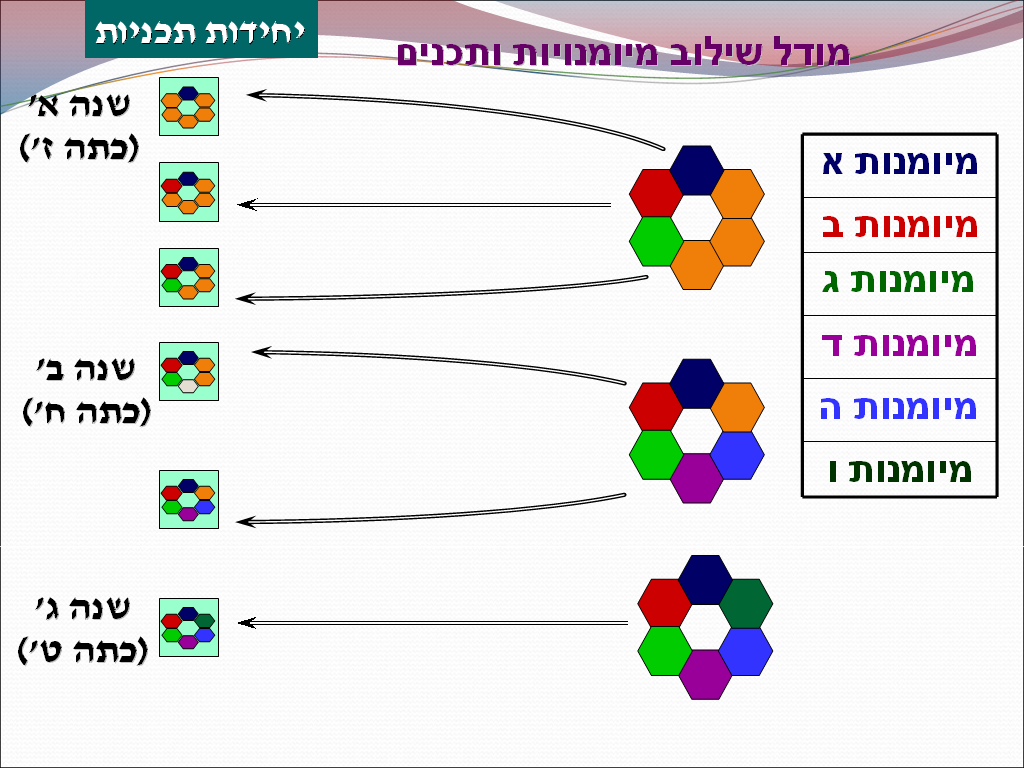 יחידות תכניות
מודל שילוב מיומנויות ותכנים
מיומנות א
מיומנות ב
מיומנות ג
מיומנות ד
מיומנות ה
מיומנות ו
שנה א'
(כתה ז')
שנה ב'
(כתה ח')
שנה ג'
(כתה ט')